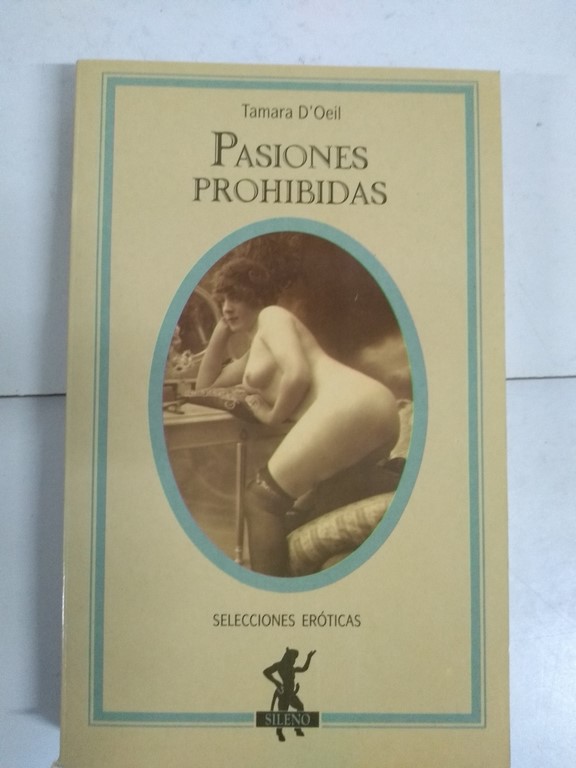 Tamara D'Oeil
PASIONES
PROHIBIDAS
SELECCIONES ERÓTICAS
SILENO